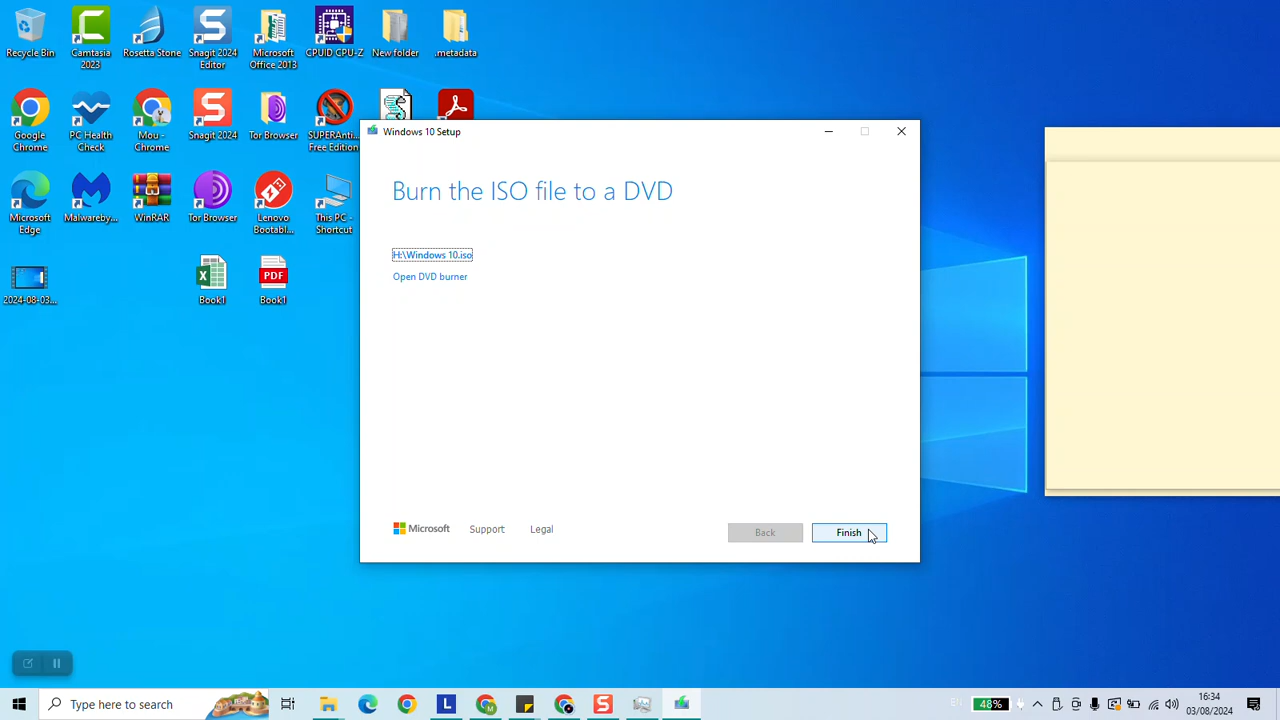 Recycle Bin
Camtasia
2023
Rosetta Stone
Snagit 2024
Editor
Microsoft
Office 2013
CPUID CPU-Z
New folder
.metadata
Google
Chrome
PC Health
Check
Mou -
Chrome
Snagit 2024
Tor Browser
SUPERAnti...
Free Edition
Microsoft
Edge
Malwareby...
WinRAR
Tor Browser
Lenovo
Bootabl...
This PC -
Shortcut
2024-08-03...
Book1
PDF
Book1
Windows 10 Setup
Burn the ISO file to a DVD
H:\Windows 10.iso
Open DVD burner
Microsoft
Support
Legal
Back
Finish
Type here to search
EN
48%
16:34
03/08/2024